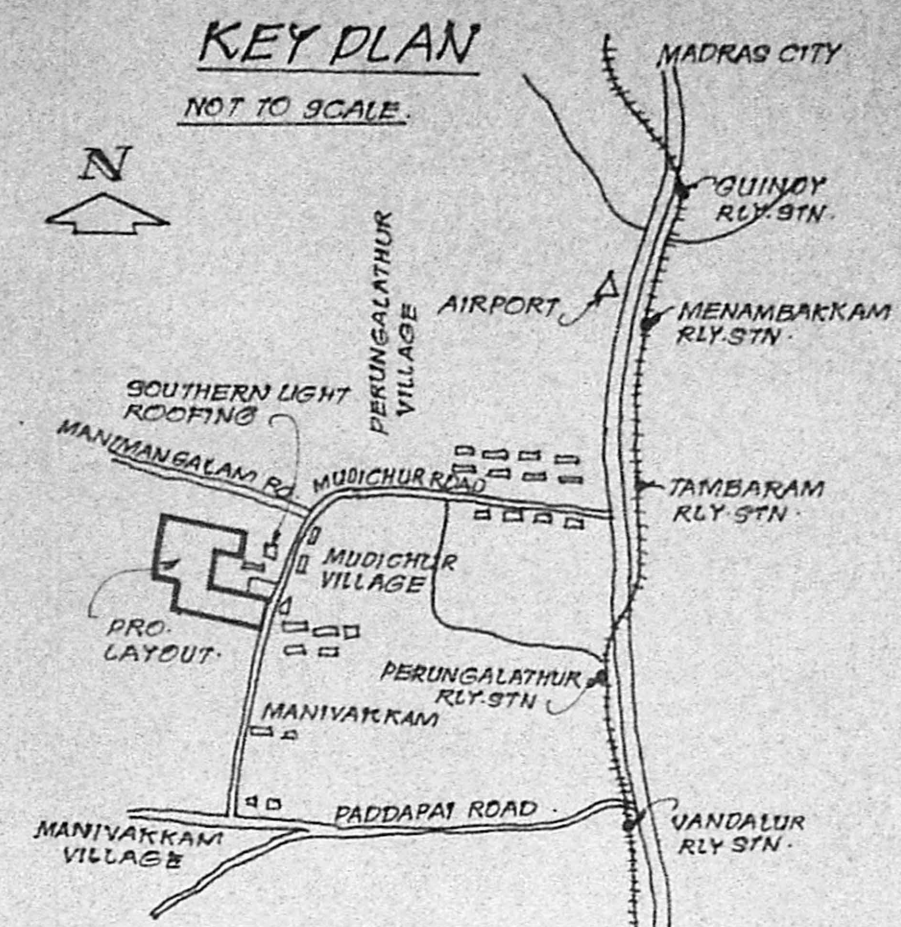 KEY PLAN
NOT TO SCALE.
N
MADRAS CITY
GUINDY
RLY.STN.
AIRPORT
MENAMBAKKAM
RLY.STN.
PERUNGALATHUR
VILLAGE
SOUTHERN LIGHT
ROOFING
MANIMANGALAM RD.
MUDICHUR ROAD
TAMBARAM
RLY.STN.
MUDICHUR
VILLAGE
PRO.
LAYOUT.
PERUNGALATHUR
RLY.STN
MANIVAKKAM
PADDAPAI ROAD.
MANIVAKKAM
VILLAGE
VANDALUR
RLY STN.